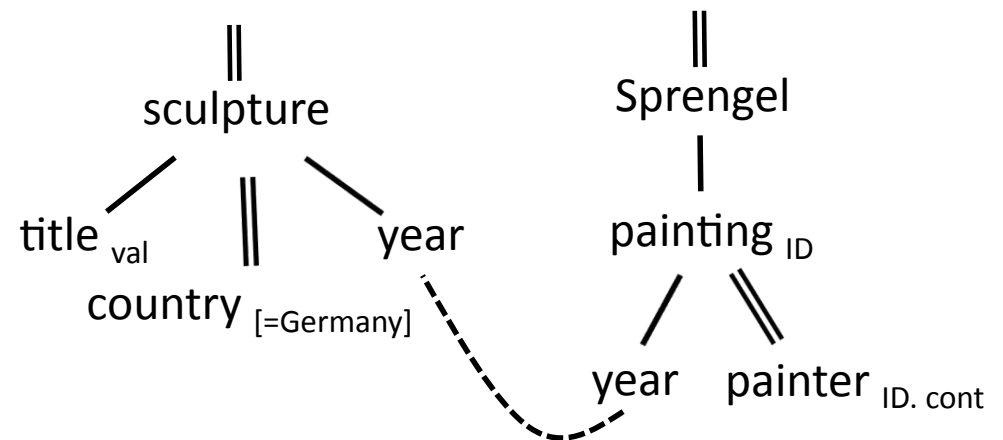 sculpture
title val
country [=Germany]
year
Sprengel
painting ID
year
painter ID. cont